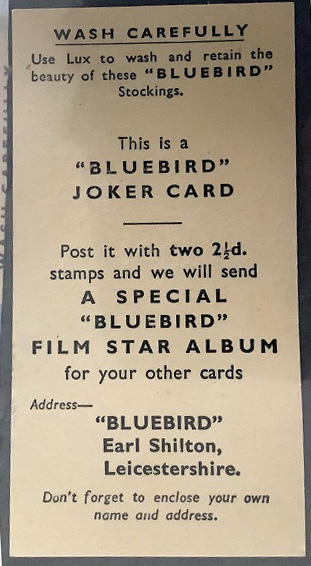 WASH CAREFULLY
Use Lux to wash and retain the
beauty of these "BLUEBIRD"
Stockings.
This is a
"BLUEBIRD"
JOKER CARD
Post it with two 2½d.
stamps and we will send
A SPECIAL
"BLUEBIRD"
FILM STAR ALBUM
for your other cards
Address—
"BLUEBIRD"
Earl Shilton,
Leicestershire.
Don't forget to enclose your own
name and address.